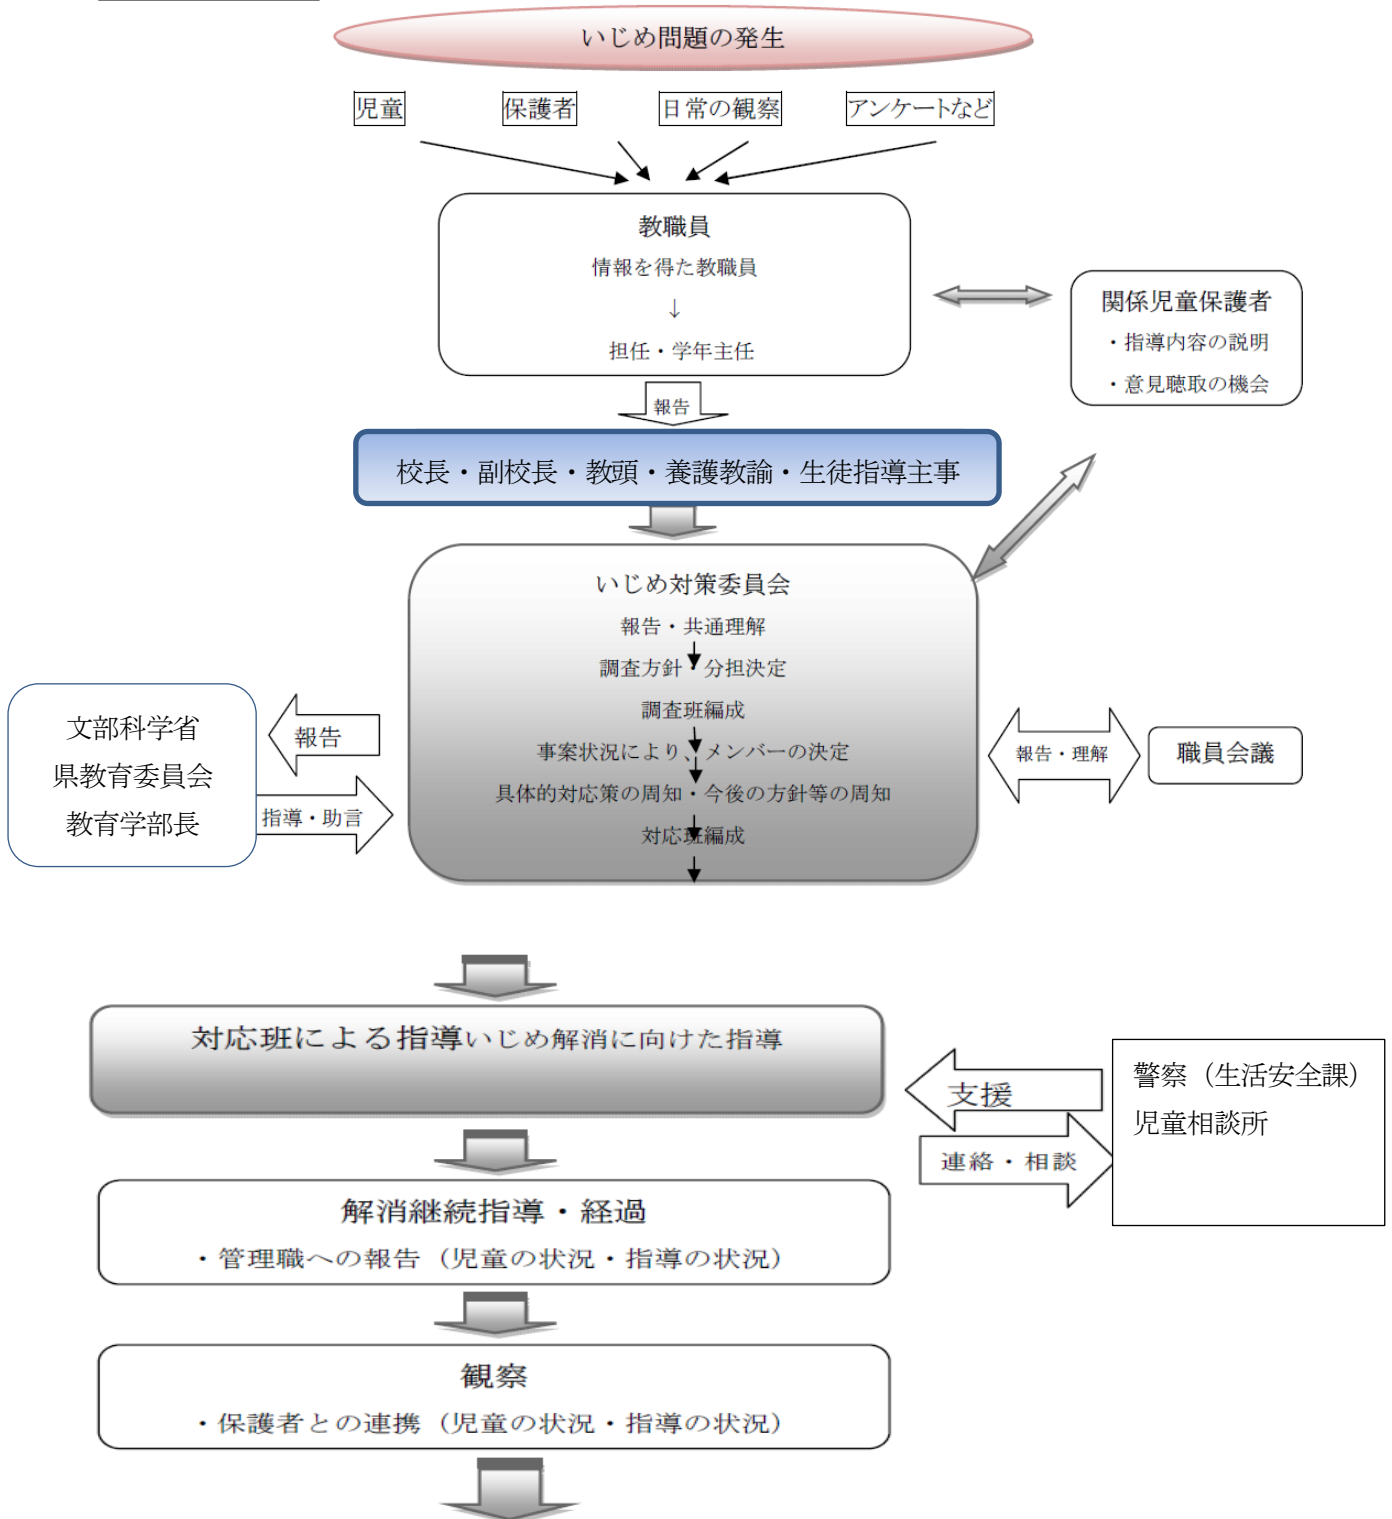 いじめ問題の発生
児童
保護者
日常の観察
アンケートなど
教職員
情報を得た教職員
↓
担任・学年主任
関係児童保護者
・指導内容の説明
・意見聴取の機会
報告
校長・副校長・教頭・養護教諭・生徒指導主事
いじめ対策委員会
報告・共通理解
調査方針・分担決定
調査班編成
事案状況により、メンバーの決定
具体的対応策の周知・今後の方針等の周知
対応班編成
文部科学省
県教育委員会
教育学部長
報告
指導・助言
報告・理解
職員会議
対応班による指導いじめ解消に向けた指導
支援
連絡・相談
警察（生活安全課）
児童相談所
解消継続指導・経過
・管理職への報告（児童の状況・指導の状況）
観察
・保護者との連携（児童の状況・指導の状況）